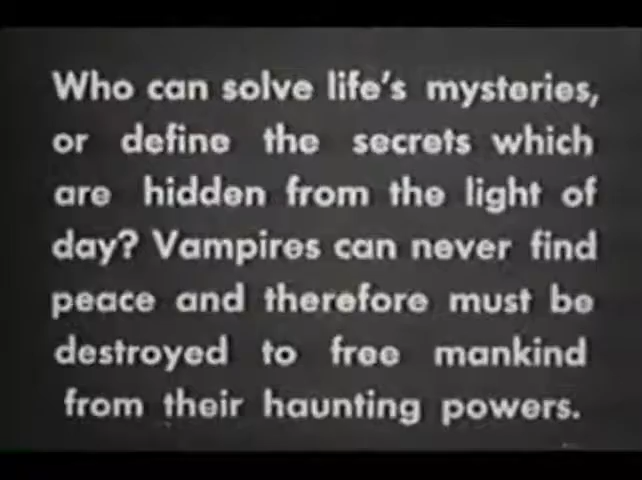 Who can solve life's mysteries,
or define the secrets which
are hidden from the light of
day? Vampires can never find
peace and therefore must be
destroyed to free mankind
from their haunting powers.